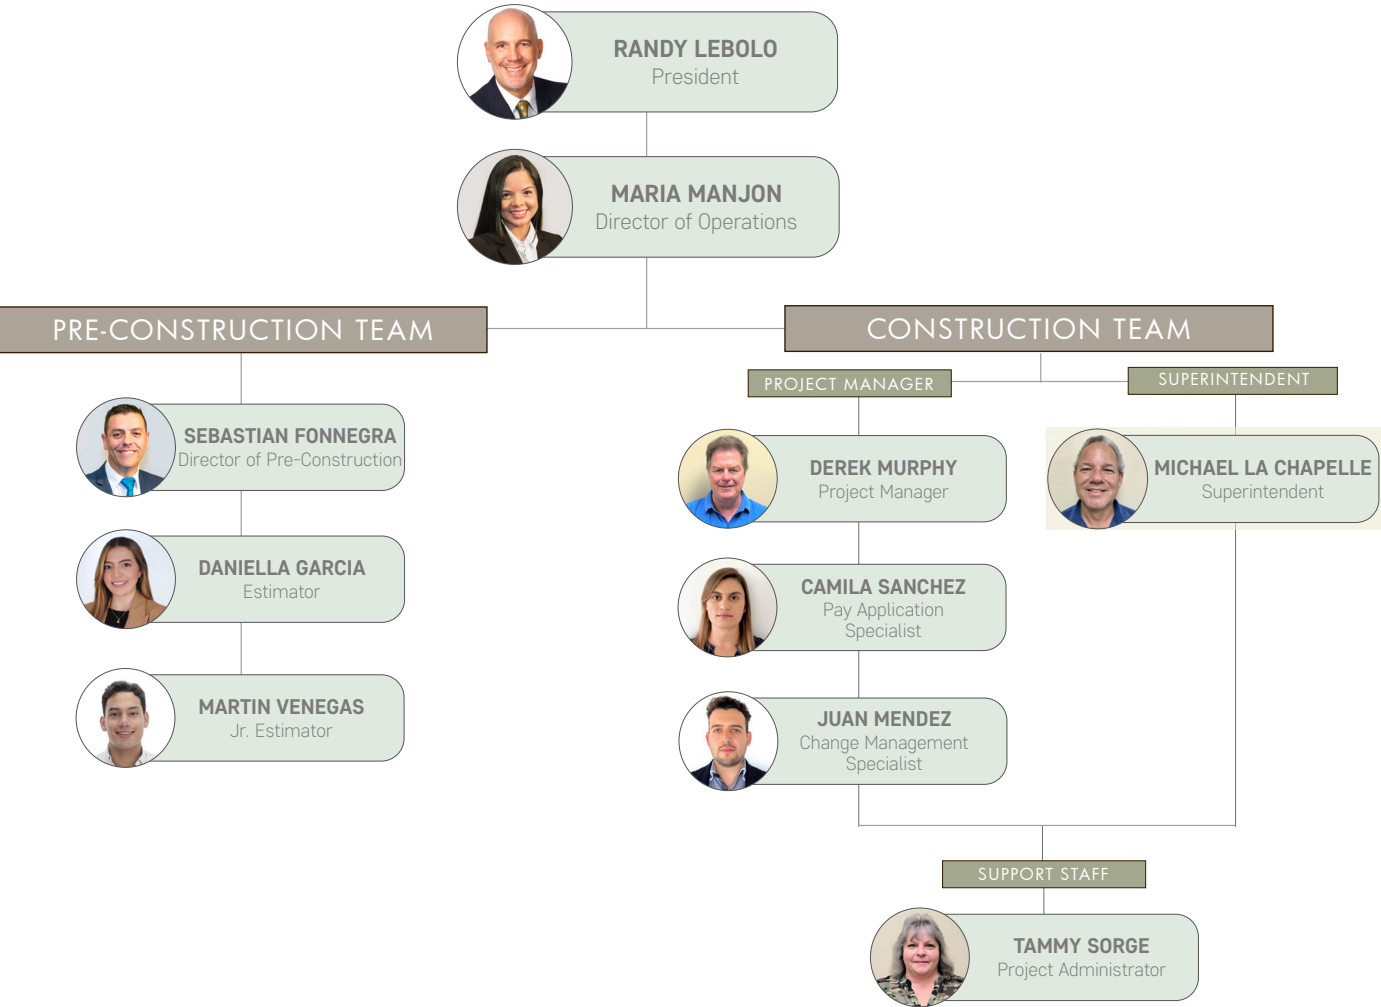 RANDY LEBOLO
President
MARIA MANJON
Director of Operations
PRE-CONSTRUCTION TEAM
SEBASTIAN FONNEGRA
Director of Pre-Construction
DANIELLA GARCIA
Estimator
MARTIN VENEGAS
Jr. Estimator
CONSTRUCTION TEAM
PROJECT MANAGER
DEREK MURPHY
Project Manager
CAMILA SANCHEZ
Pay Application
Specialist
JUAN MENDEZ
Change Management
Specialist
SUPERINTENDENT
MICHAEL LA CHAPELLE
Superintendent
SUPPORT STAFF
TAMMY SORGE
Project Administrator